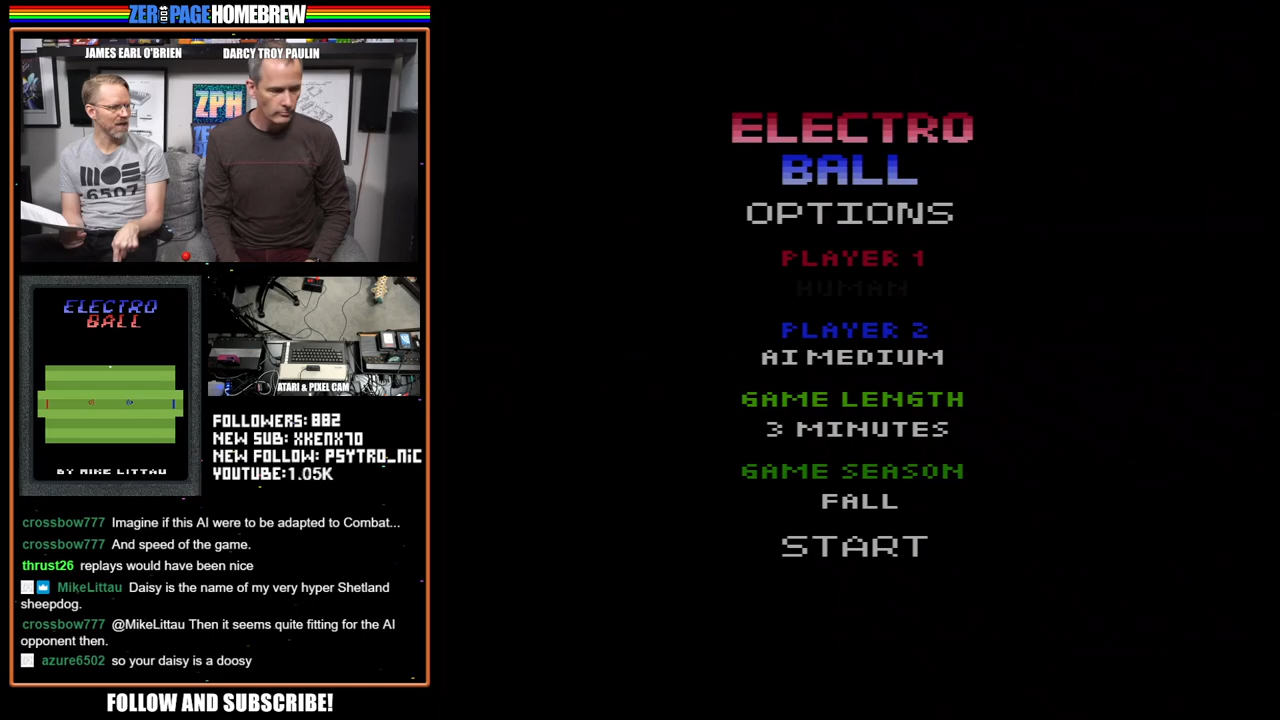 ZEROPAGE HOMEBREW
JAMES EARL O'BRIEN
DARCY TROY PAULIN
ZPH
MOS
6507
ELECTRO
BALL
BY MIKE LITTAU
ATARI & PIXEL CAM
FOLLOWERS: 882
NEW SUB: XKENX70
NEW FOLLOW: PSYTRO_NIC
YOUTUBE:1.05K
crossbow777 Imagine if this AI were to be adapted to Combat...
crossbow777 And speed of the game.
thrust26 replays would have been nice
MikeLittau Daisy is the name of my very hyper Shetland
sheepdog.
crossbow777 @MikeLittau Then it seems quite fitting for the AI
opponent then.
azure6502 so your daisy is a doosy
FOLLOW AND SUBSCRIBE!
ELECTRO
BALL
OPTIONS
PLAYER 1
HUMAN
PLAYER 2
AI MEDIUM
GAME LENGTH
3 MINUTES
GAME SEASON
FALL
START